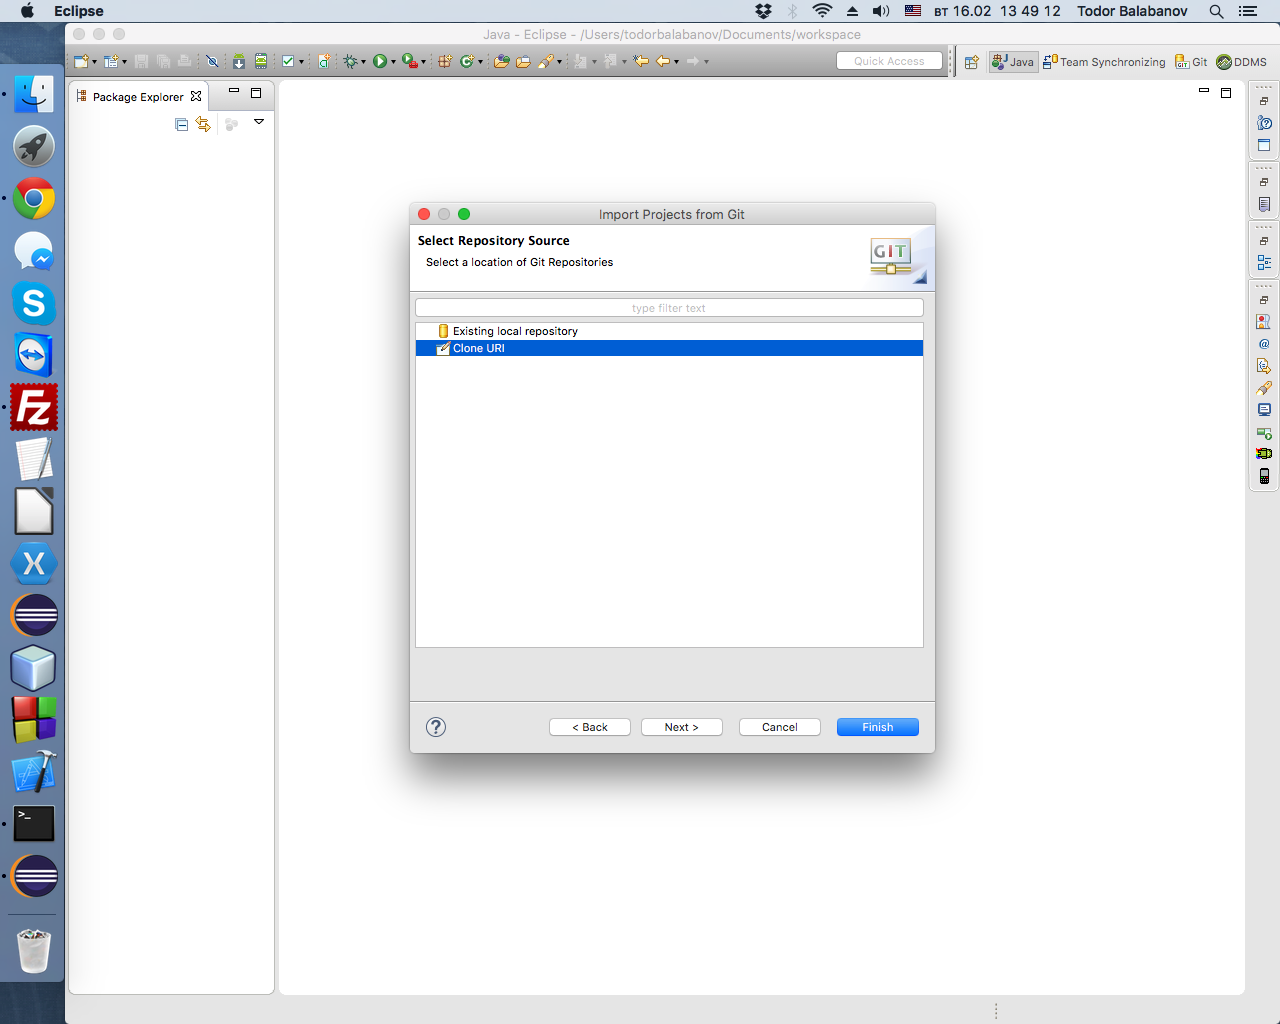 Eclipse
вт 16.02 13 49 12 Todor Balabanov
Java - Eclipse - /Users/todorbalabanov/Documents/workspace
Quick Access
Java
Team Synchronizing
GIT
Git
DDMS
Package Explorer
Import Projects from Git
Select Repository Source
Select a location of Git Repositories
GIT
type filter text
Existing local repository
Clone URI
?
< Back
Next >
Cancel
Finish
S
Fz
X
>_
@